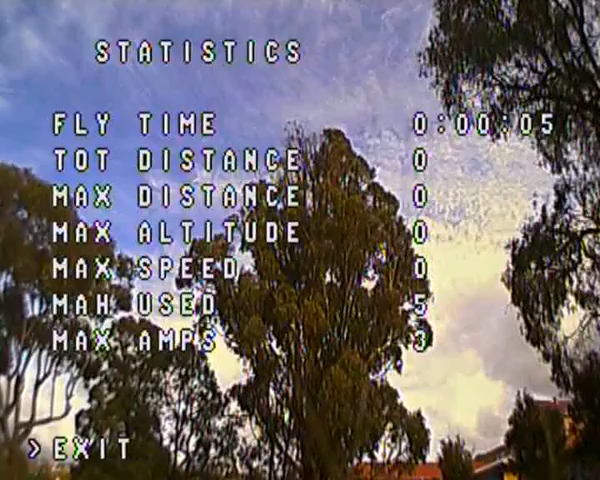 STATISTICS
FLY TIME 0:00:05
TOT DISTANCE 0
MAX DISTANCE 0
MAX ALTITUDE 0
MAX SPEED 0
MAH USED 5
MAX AMPS 3
>EXIT